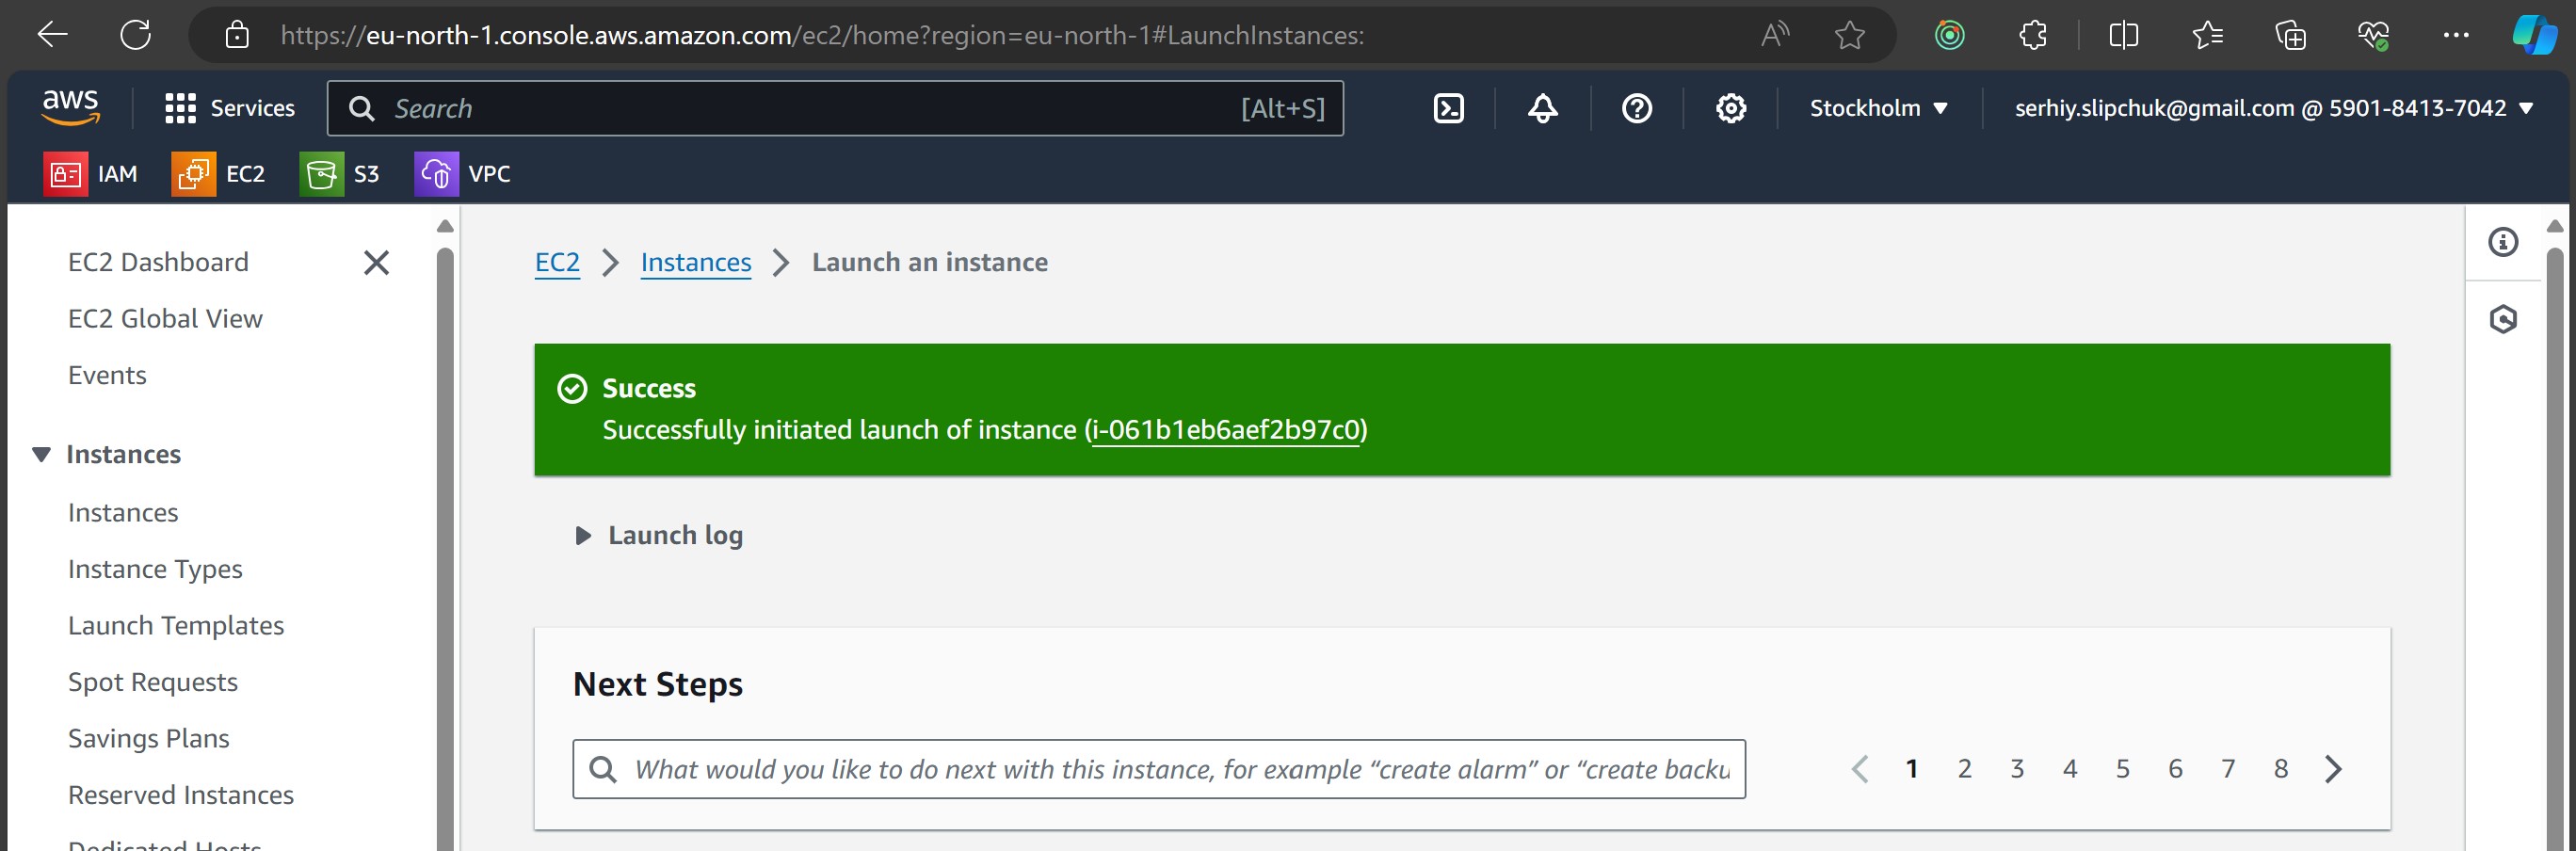 https://eu-north-1.console.aws.amazon.com/ec2/home?region=eu-north-1#LaunchInstances:
aws
Services
Search
[Alt+S]
Stockholm
serhiy.slipchuk@gmail.com @ 5901-8413-7042
IAM
EC2
S3
VPC
EC2 Dashboard
EC2 Global View
Events
Instances
Instances
Instance Types
Launch Templates
Spot Requests
Savings Plans
Reserved Instances
Dedicated Hosts
EC2 > Instances > Launch an instance
Success
Successfully initiated launch of instance (i-061b1eb6aef2b97c0)
Launch log
Next Steps
What would you like to do next with this instance, for example “create alarm” or “create backu
1 2 3 4 5 6 7 8